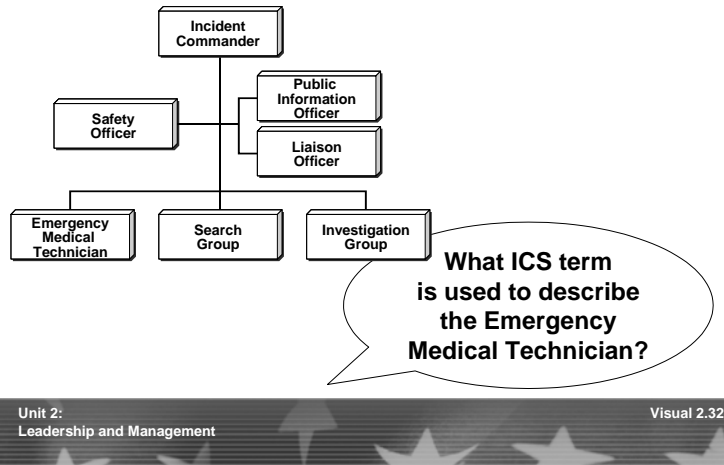 Incident
Commander
Safety
Officer
Public
Information
Officer
Liaison
Officer
Emergency
Medical
Technician
Search
Group
Investigation
Group
What ICS term
is used to describe
the Emergency
Medical Technician?
Unit 2:
Leadership and Management
Visual 2.32